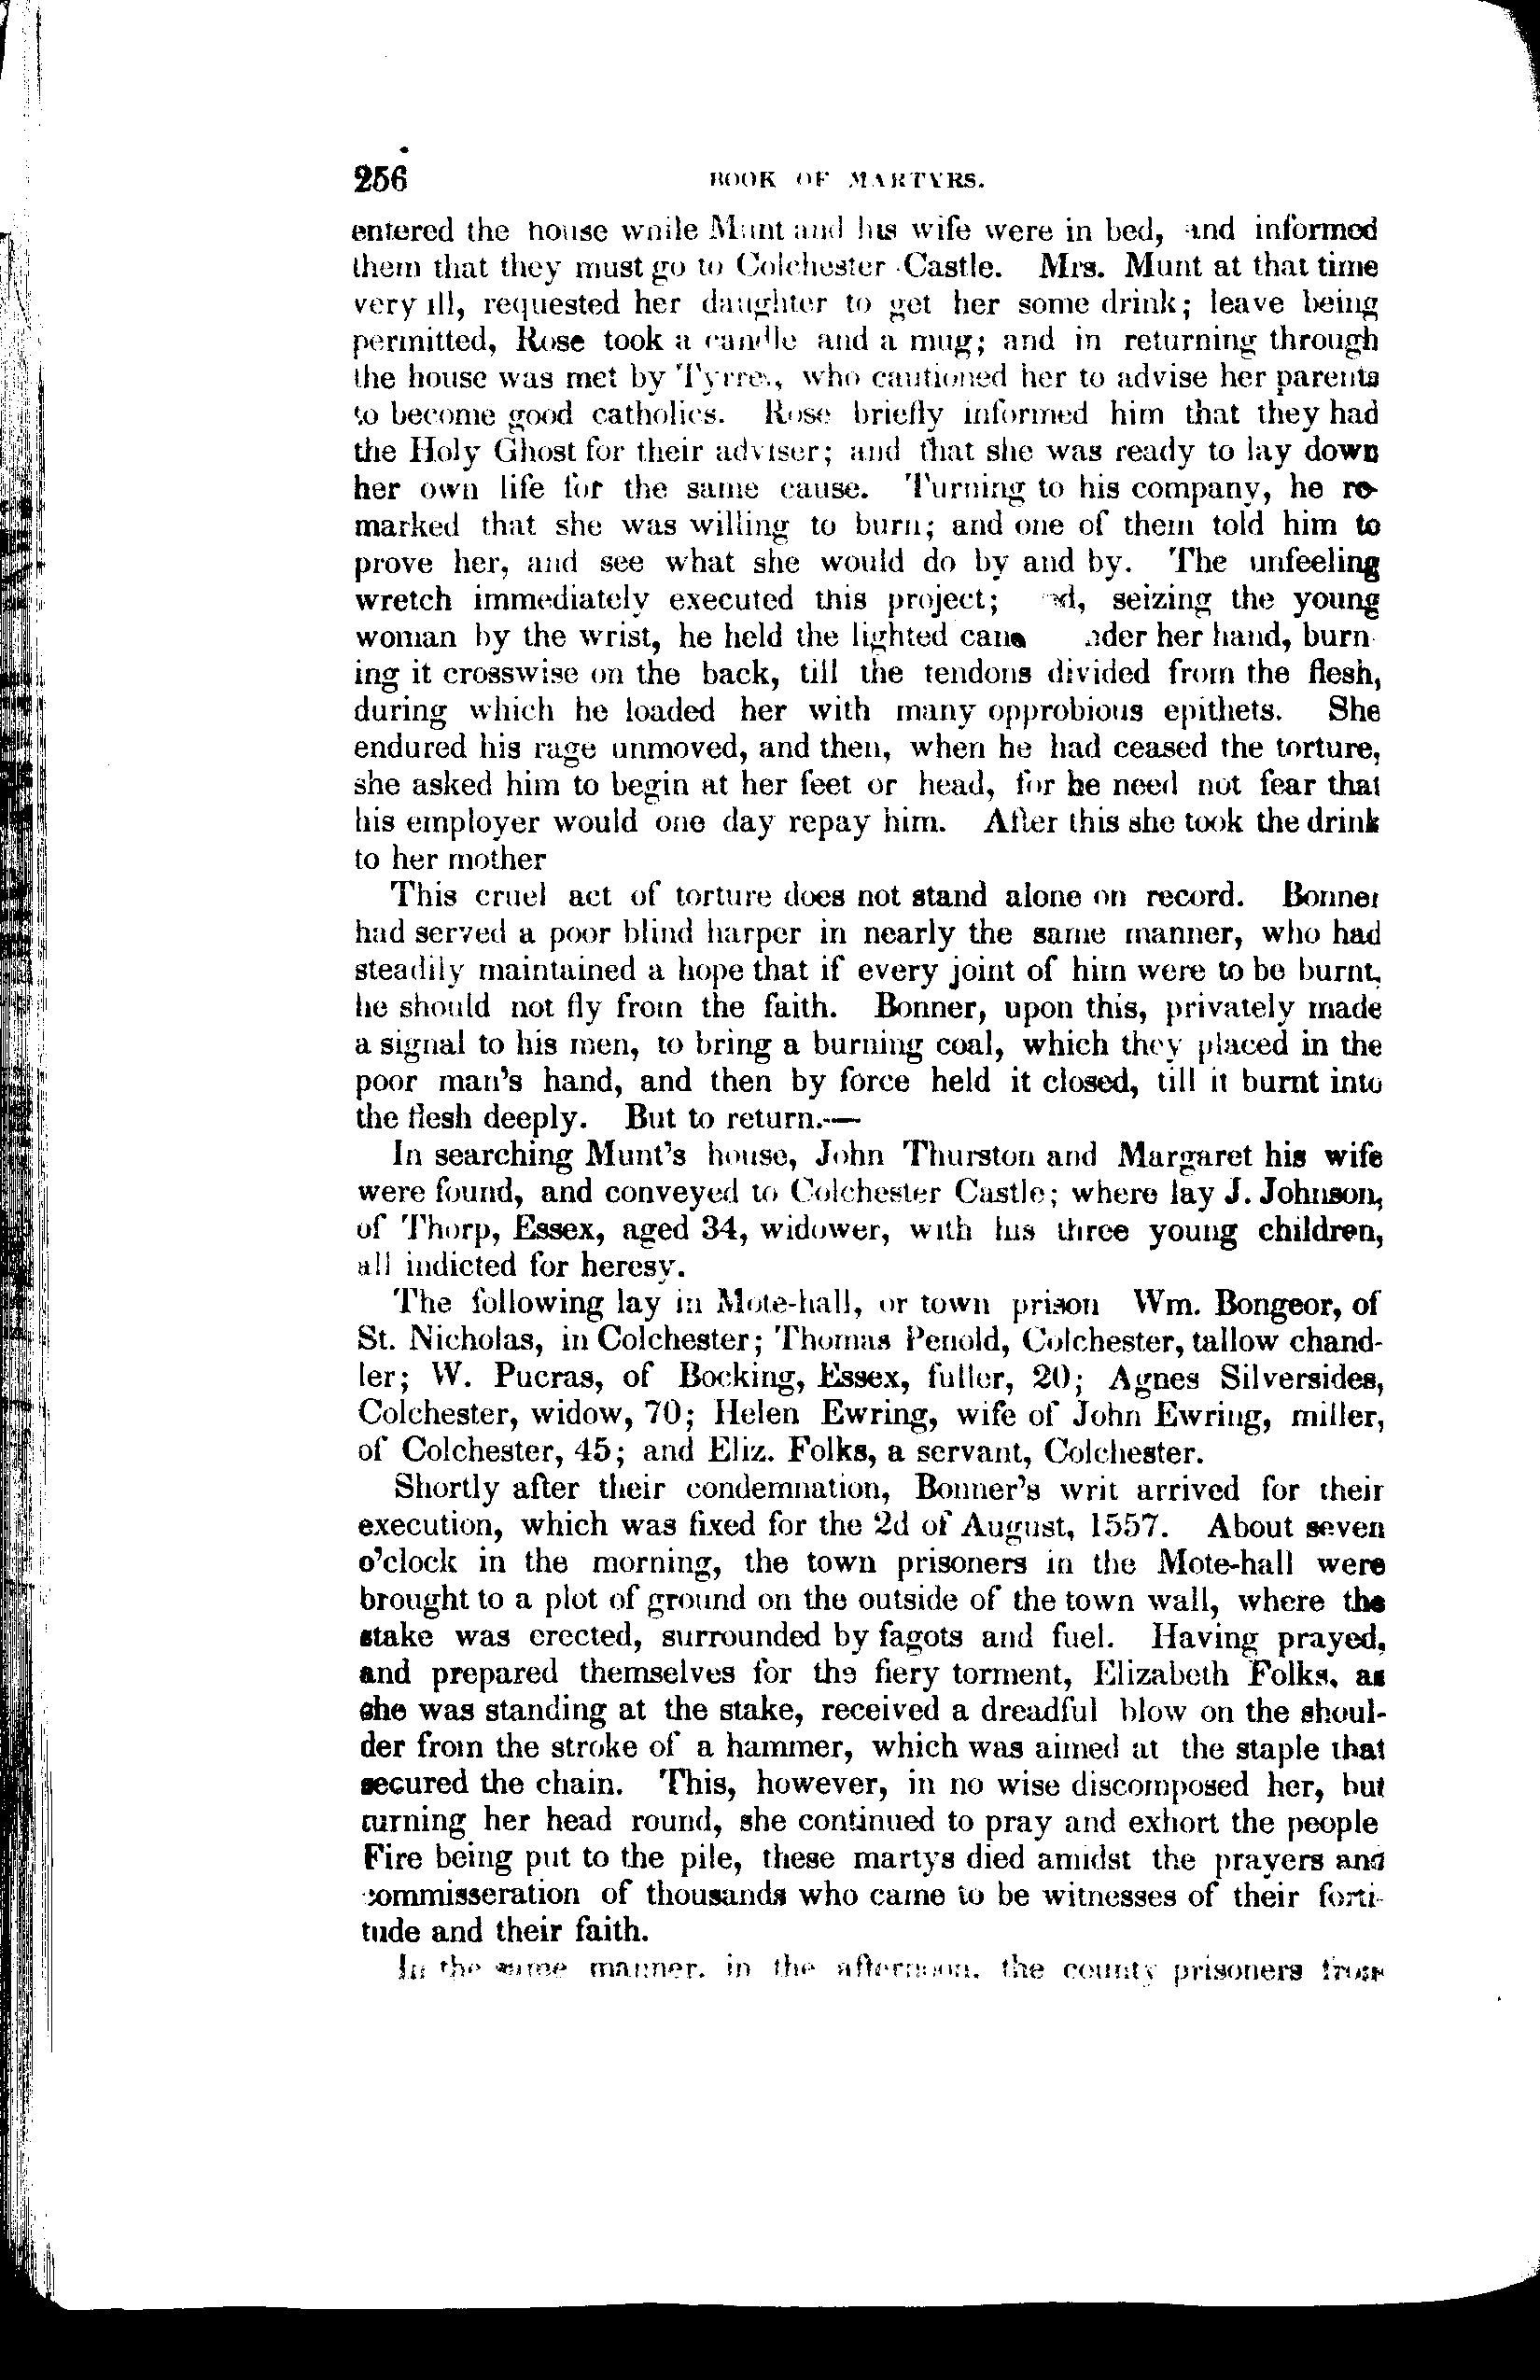 256 BOOK OF MARTYRS.
entered the house while Munt and his wife were in bed, and informed
them that they must go to Colchester Castle. Mrs. Munt at that time
very ill, requested her daughter to get her some drink; leave being
permitted, Rose took a candle and a mug; and in returning through
the house was met by Tyrrel, who cautioned her to advise her parents
to become good catholics. Rose briefly informed him that they had
the Holy Ghost for their adviser; and that she was ready to lay down
her own life for the same cause. Turning to his company, he re-
marked that she was willing to burn; and one of them told him to
prove her, and see what she would do by and by. The unfeeling
wretch immediately executed this project; seizing the young
woman by the wrist, he held the lighted her hand, burn-
ing it crosswise on the back, till the tendons divided from the flesh,
during which he loaded her with many opprobious epithets. She
endured his rage unmoved, and then, when he had ceased the torture,
she asked him to begin at her feet or head, for he need not fear that
his employer would one day repay him. After this she took the drink
to her mother
This cruel act of torture does not stand alone on record. Bonner
had served a poor blind harper in nearly the same manner, who had
steadily maintained a hope that if every joint of him were to be burnt,
he should not fly from the faith. Bonner, upon this, privately made
a signal to his men, to bring a burning coal, which they placed in the
poor man's hand, and then by force held it closed, till it burnt into
the flesh deeply. But to return.—
In searching Munt's house, John Thurston and Margaret his wife
were found, and conveyed to Colchester Castle; where lay J. Johnson,
of Thorp, Essex, aged 34, widower, with his three young children,
all indicted for heresy.
The following lay in Mote-hall, or town prison Wm. Bongeor, of
St. Nicholas, in Colchester; Thomas Penold, Colchester, tallow chand-
ler; W. Pucras, of Bocking, Essex, fuller, 20; Agnes Silversides,
Colchester, widow, 70; Helen Ewring, wife of John Ewring, miller,
of Colchester, 45; and Eliz. Folks, a servant, Colchester.
Shortly after their condemnation, Bonner's writ arrived for their
execution, which was fixed for the 2d of August, 1557. About seven
o'clock in the morning, the town prisoners in the Mote-hall were
brought to a plot of ground on the outside of the town wall, where the
stake was erected, surrounded by fagots and fuel. Having prayed,
and prepared themselves for the fiery torment, Elizabeth Folks, as
she was standing at the stake, received a dreadful blow on the shoul-
der from the stroke of a hammer, which was aimed at the staple that
secured the chain. This, however, in no wise discomposed her, but
turning her head round, she continued to pray and exhort the people
Fire being put to the pile, these martys died amidst the prayers and
commisseration of thousands who came to be witnesses of their forti-
tude and their faith.
In the same manner, in the afternoon, the county prisoners from